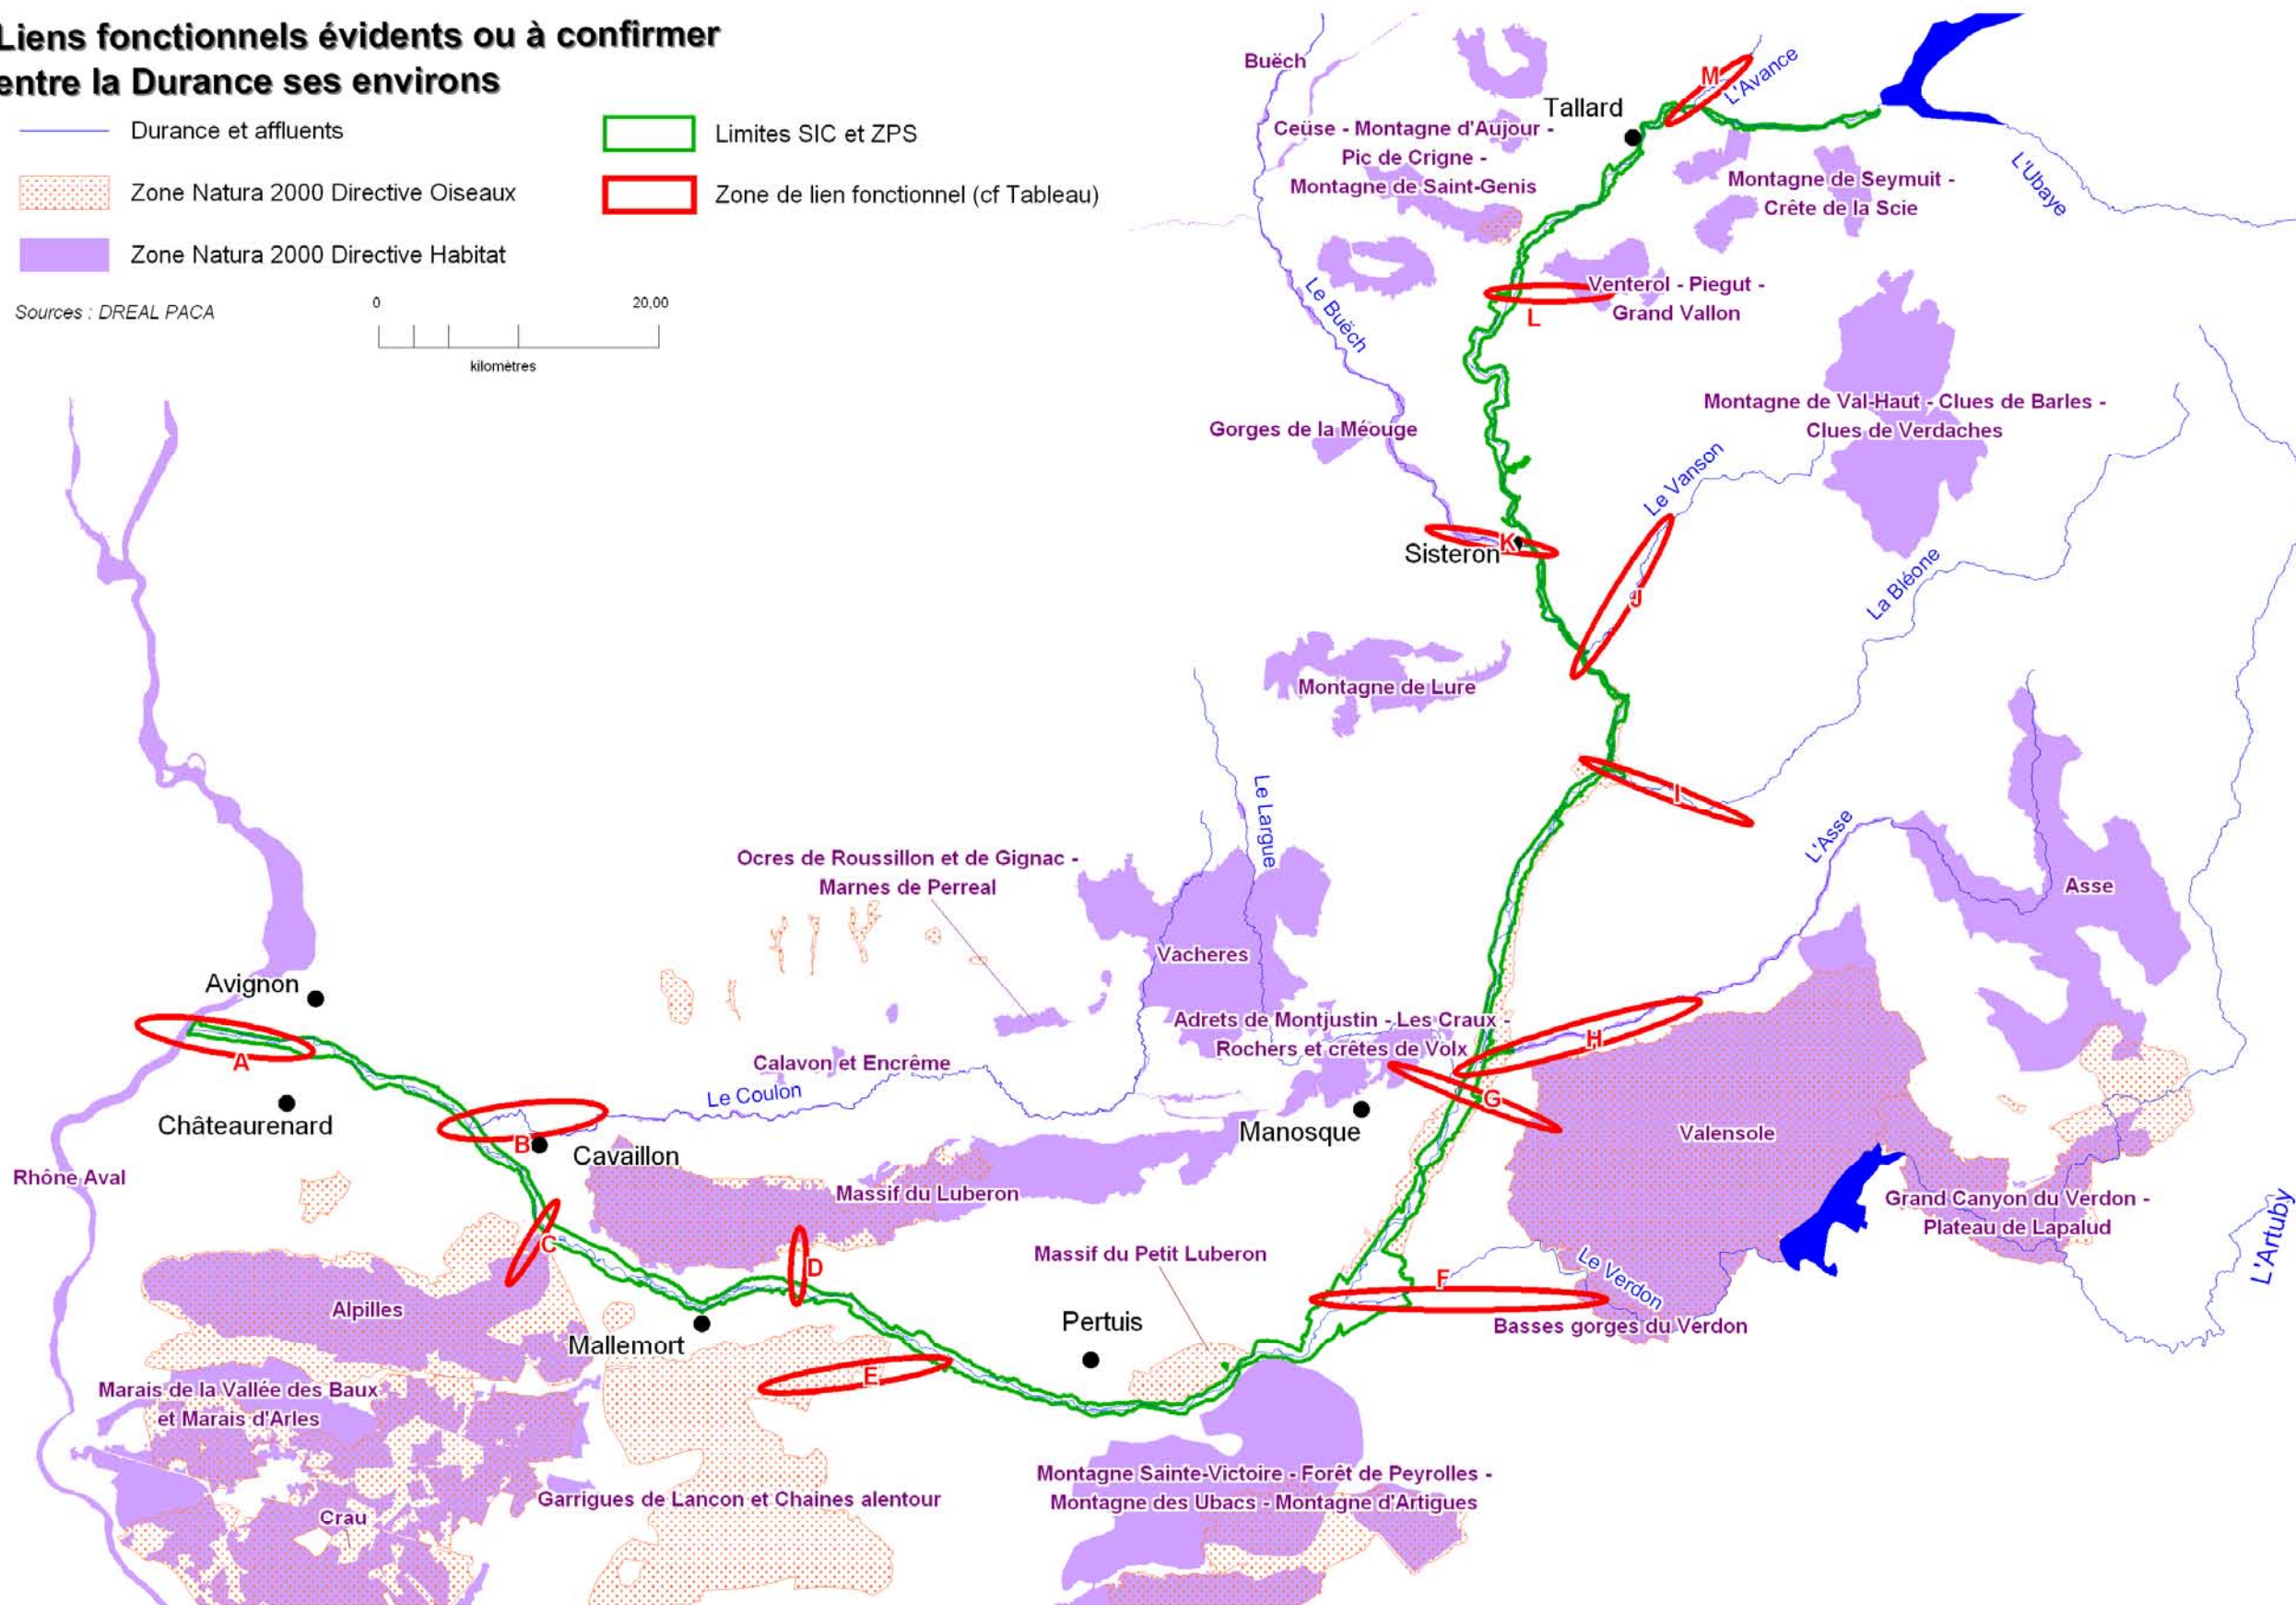 Liens fonctionnels évidents ou à confirmer
entre la Durance ses environs
Durance et affluents
Limites SIC et ZPS
Zone Natura 2000 Directive Oiseaux
Zone de lien fonctionnel (cf Tableau)
Zone Natura 2000 Directive Habitat
Sources : DREAL PACA
0
20,00
kilomètres
Buëch
M
L'Avance
Tallard
Ceüse - Montagne d'Aujour -
Pic de Crigne -
Montagne de Saint-Genis
Montagne de Seymuit -
Crête de la Scie
L'Ubaye
Le Buëch
Venterol - Piegut -
Grand Vallon
L
Montagne de Val-Haut - Clues de Barles -
Clues de Verdaches
Gorges de la Méouge
Le Vanson
K
Sisteron
J
La Bléone
Montagne de Lure
I
Le Largue
L'Asse
Asse
Ocres de Roussillon et de Gignac -
Marnes de Perreal
Vacheres
Avignon
A
Adrets de Montjustin - Les Craux -
Rochers et crêtes de Volx
H
Calavon et Encrême
Le Coulon
G
Châteaurenard
B
Cavaillon
Manosque
Valensole
Rhône Aval
Massif du Luberon
Grand Canyon du Verdon -
Plateau de Lapalud
L'Artuby
C
D
Massif du Petit Luberon
F
Le Verdon
Alpilles
Mallemort
Pertuis
Basses gorges du Verdon
E
Marais de la Vallée des Baux
et Marais d'Arles
Garrigues de Lancon et Chaines alentour
Crau
Montagne Sainte-Victoire - Forêt de Peyrolles -
Montagne des Ubacs - Montagne d'Artigues